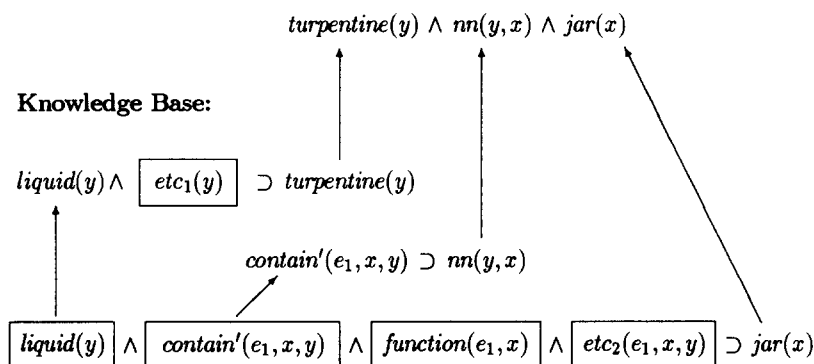 turpentine(y) ∧ nn(y, x) ∧ jar(x)
Knowledge Base:
liquid(y) ∧ etc₁(y) ⊃ turpentine(y)
contain′(e₁, x, y) ⊃ nn(y, x)
liquid(y) ∧ contain′(e₁, x, y) ∧ function(e₁, x) ∧ etc₂(e₁, x, y) ⊃ jar(x)